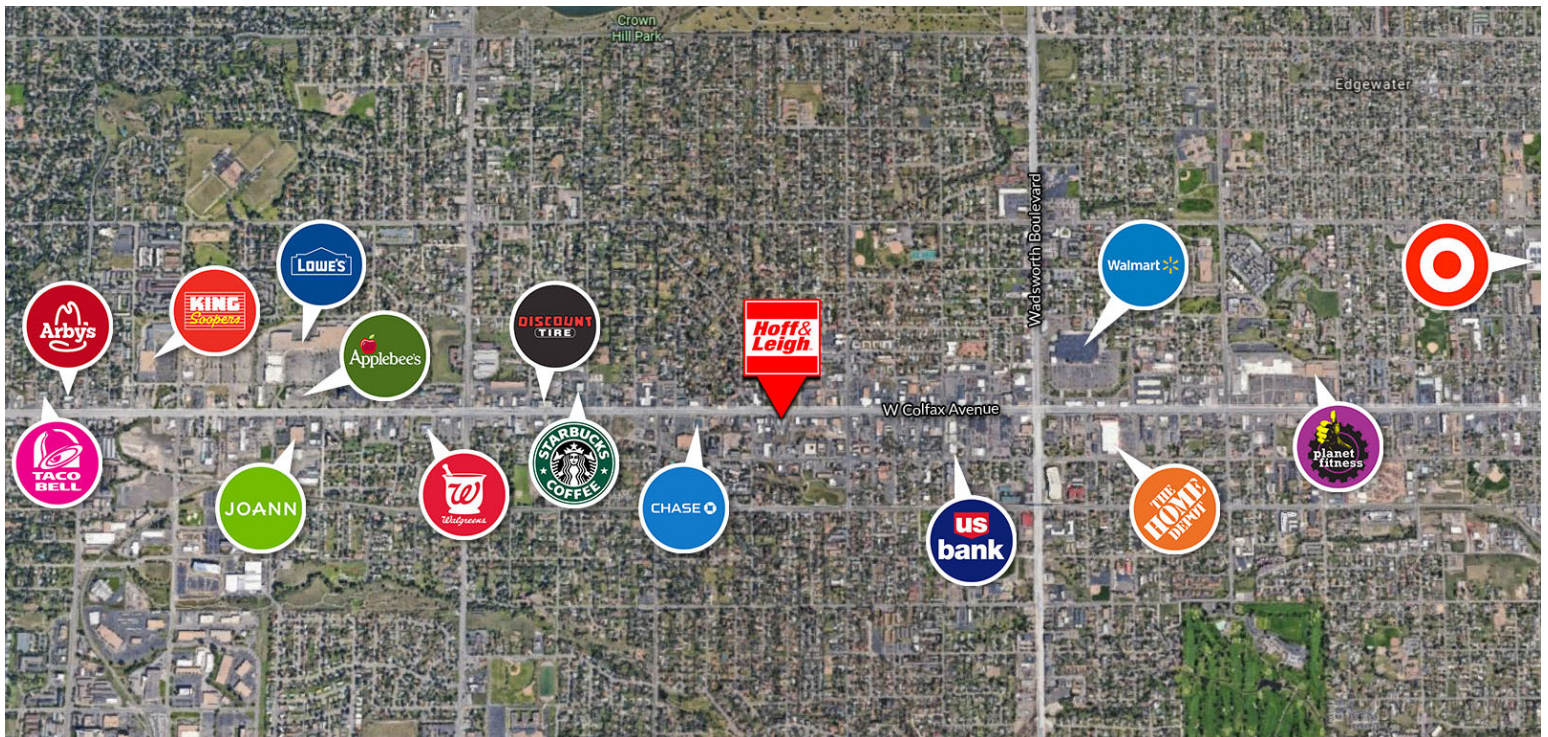 Crown
Hill Park
Edgewater
Wadsworth Boulevard
LOWE'S
Walmart
KING
Soopers
Arby's
DISCOUNT
TIRE
Applebee's
Hoff&
Leigh
W Colfax Avenue
TACO
BELL
JOANN
Walgreens
STARBUCKS
COFFEE
CHASE
us
bank
THE
HOME
DEPOT
planet
fitness